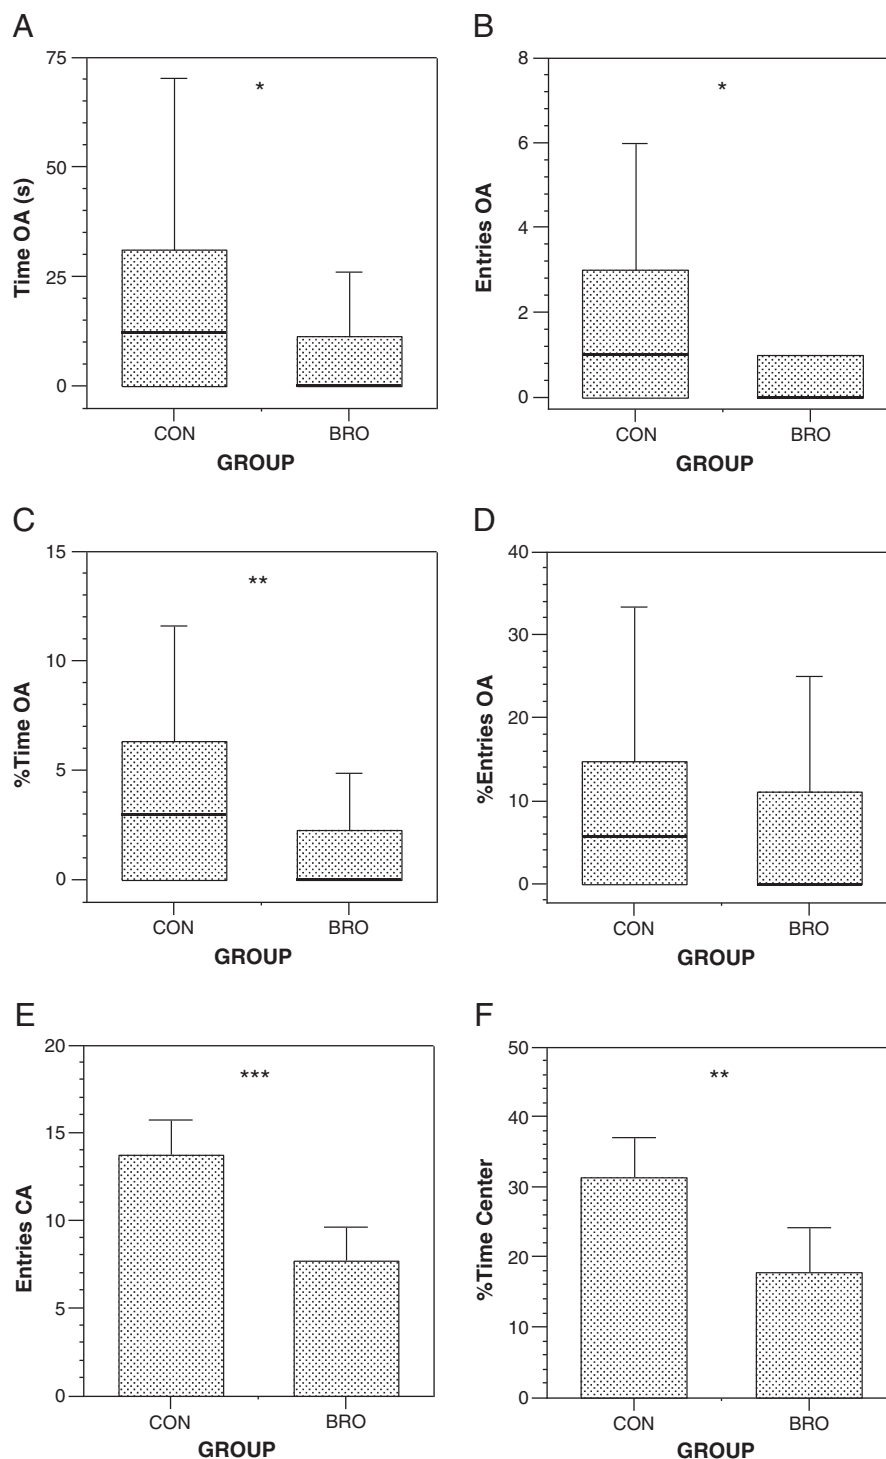 A
Time OA (s)
75
50
25
0
*
CON BRO
GROUP
B
Entries OA
8
6
4
2
0
*
CON BRO
GROUP
C
%Time OA
15
10
5
0
**
CON BRO
GROUP
D
%Entries OA
40
30
20
10
0
CON BRO
GROUP
E
Entries CA
20
15
10
5
0
***
CON BRO
GROUP
F
%Time Center
50
40
30
20
10
0
**
CON BRO
GROUP